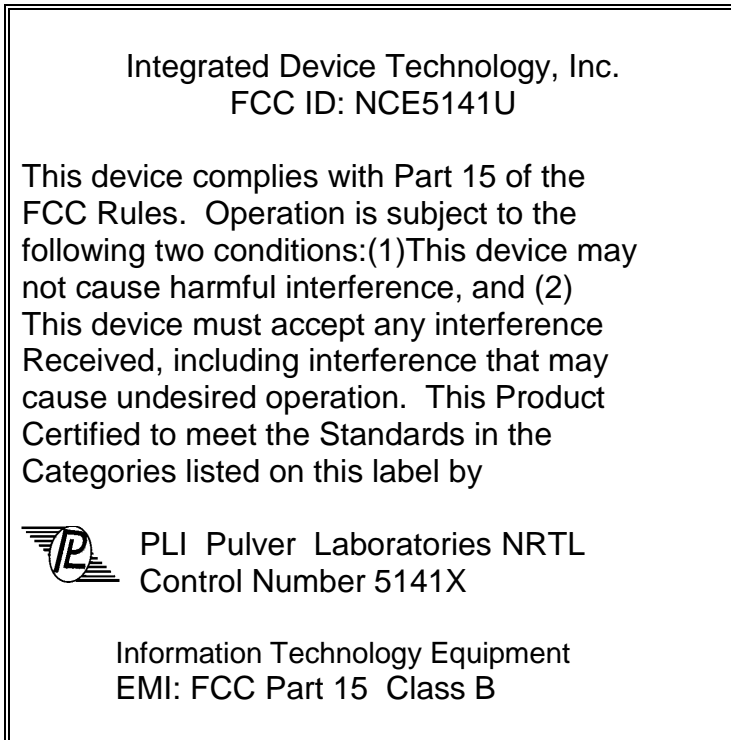 Integrated Device Technology, Inc.
FCC ID: NCE5141U
This device complies with Part 15 of the
FCC Rules.  Operation is subject to the
following two conditions:(1)This device may
not cause harmful interference, and (2)
This device must accept any interference
Received, including interference that may
cause undesired operation.  This Product
Certified to meet the Standards in the
Categories listed on this label by
PLI  Pulver  Laboratories NRTL
Control Number 5141X
Information Technology Equipment
EMI: FCC Part 15  Class B